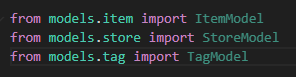 from models.item import ItemModel
from models.store import StoreModel
from models.tag import TagModel